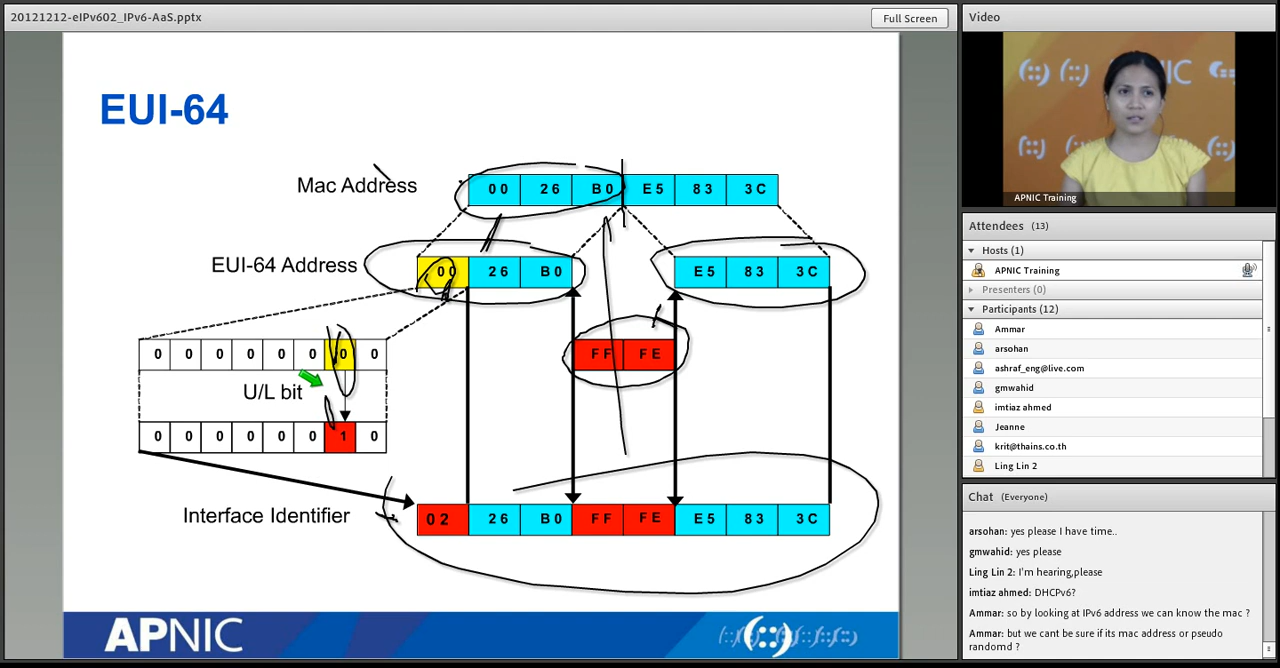 20121212-eIPv602_IPv6-AaS.pptx
Full Screen
EUI-64
Mac Address
00 26 B0 E5 83 3C
EUI-64 Address
00 26 B0 E5 83 3C
0 0 0 0 0 0 0 0
FF FE
U/L bit
0 0 0 0 0 0 1 0
Interface Identifier
02 26 B0 FF FE E5 83 3C
APNIC
(::)
Video
APNIC
APNIC Training
Attendees (13)
Hosts (1)
APNIC Training
Presenters (0)
Participants (12)
Ammar
arsohan
ashraf_eng@live.com
gmwahid
imtiaz ahmed
Jeanne
krit@thains.co.th
Ling Lin 2
Chat (Everyone)
arsohan: yes please I have time..
gmwahid: yes please
Ling Lin 2: I'm hearing,please
imtiaz ahmed: DHCPv6?
Ammar: so by looking at IPv6 address we can know the mac ?
Ammar: but we cant be sure if its mac address or pseudo
randomd ?